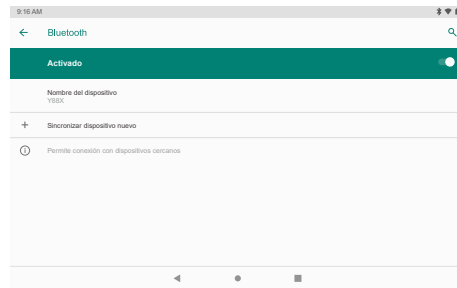 9:16 AM
Bluetooth
Activado
Nombre del dispositivo
Y88X
Sincronizar dispositivo nuevo
Permite conexión con dispositivos cercanos